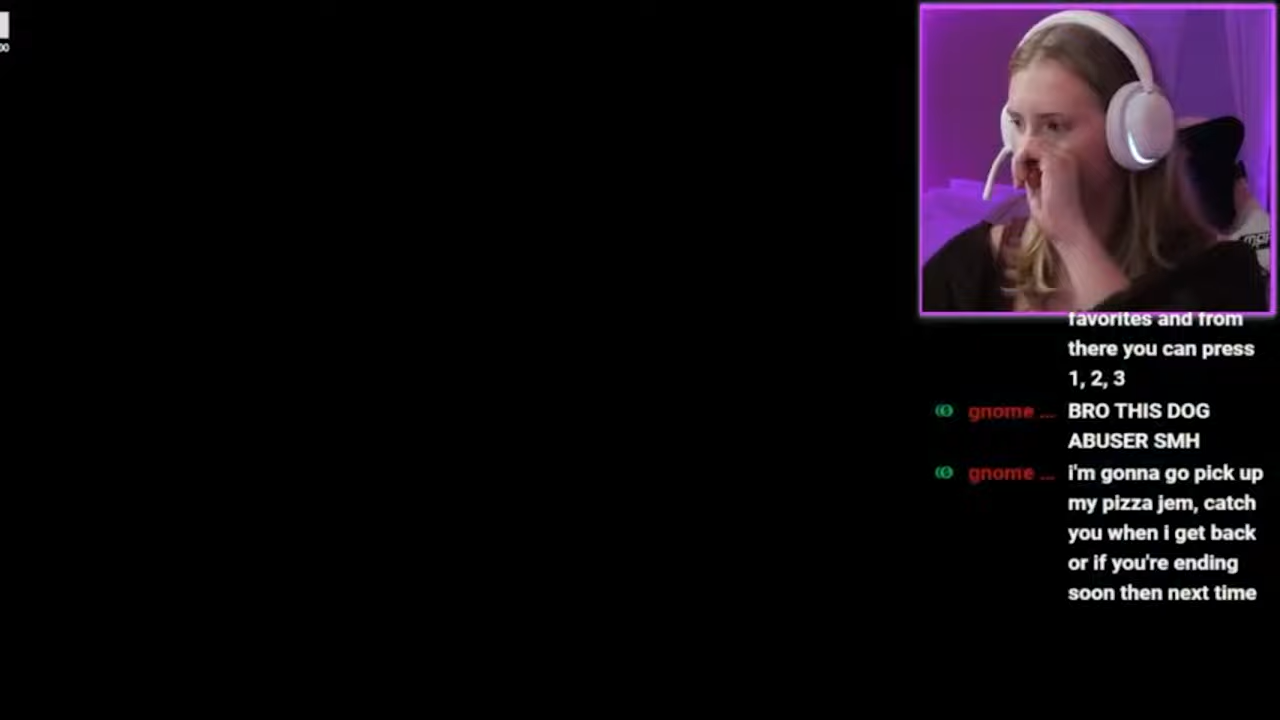 00
favorites and from
there you can press
1, 2, 3
gnome ... BRO THIS DOG
ABUSER SMH
gnome ... i'm gonna go pick up
my pizza jem, catch
you when i get back
or if you're ending
soon then next time